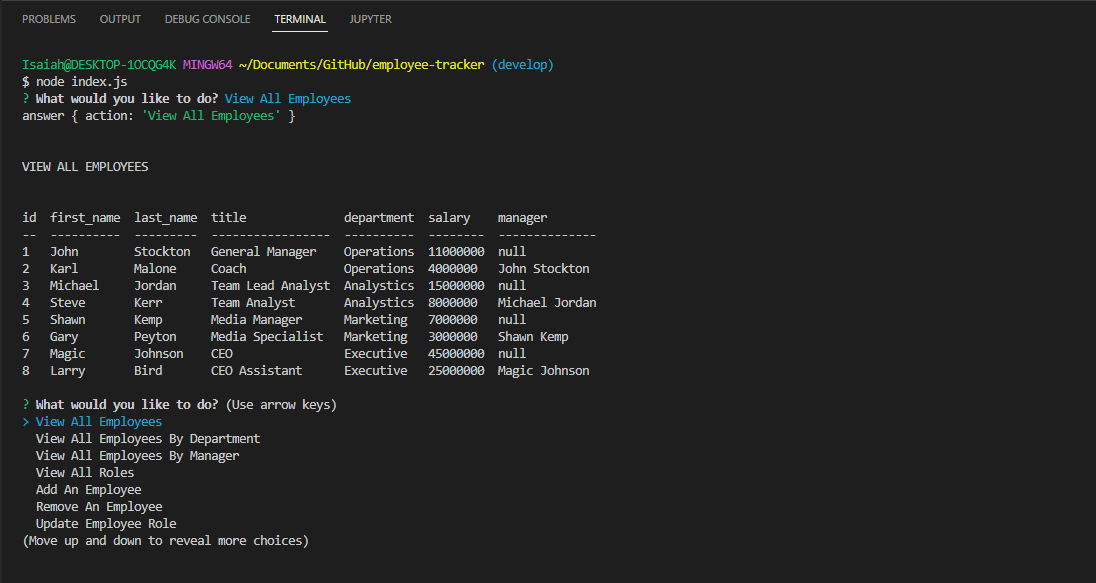 PROBLEMS OUTPUT DEBUG CONSOLE TERMINAL JUPYTER
Isaiah@DESKTOP-1OCQG4K MINGW64 ~/Documents/GitHub/employee-tracker (develop)
$ node index.js
? What would you like to do? View All Employees
answer { action: 'View All Employees' }
VIEW ALL EMPLOYEES
id first_name last_name title department salary manager
-- ---------- --------- ----------------- ---------- -------- --------------
1 John Stockton General Manager Operations 11000000 null
2 Karl Malone Coach Operations 4000000 John Stockton
3 Michael Jordan Team Lead Analyst Analystics 15000000 null
4 Steve Kerr Team Analyst Analystics 8000000 Michael Jordan
5 Shawn Kemp Media Manager Marketing 7000000 null
6 Gary Peyton Media Specialist Marketing 3000000 Shawn Kemp
7 Magic Johnson CEO Executive 45000000 null
8 Larry Bird CEO Assistant Executive 25000000 Magic Johnson
? What would you like to do? (Use arrow keys)
> View All Employees
View All Employees By Department
View All Employees By Manager
View All Roles
Add An Employee
Remove An Employee
Update Employee Role
(Move up and down to reveal more choices)